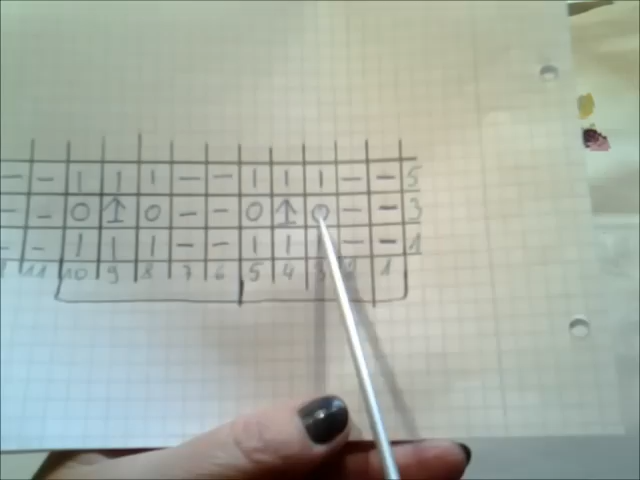 – – | | | – – | | | – – 5
– – O ↑ O – – O ↑ O – – 3
– – | | | – – | | | – – 1
11 10 9 8 7 6 5 4 3 1